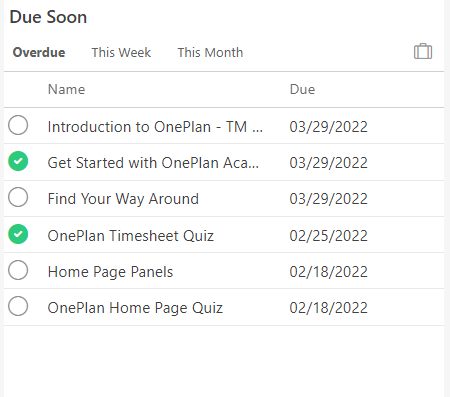 Due Soon
Overdue This Week This Month
Name Due
Introduction to OnePlan - TM ... 03/29/2022
Get Started with OnePlan Aca... 03/29/2022
Find Your Way Around 03/29/2022
OnePlan Timesheet Quiz 02/25/2022
Home Page Panels 02/18/2022
OnePlan Home Page Quiz 02/18/2022